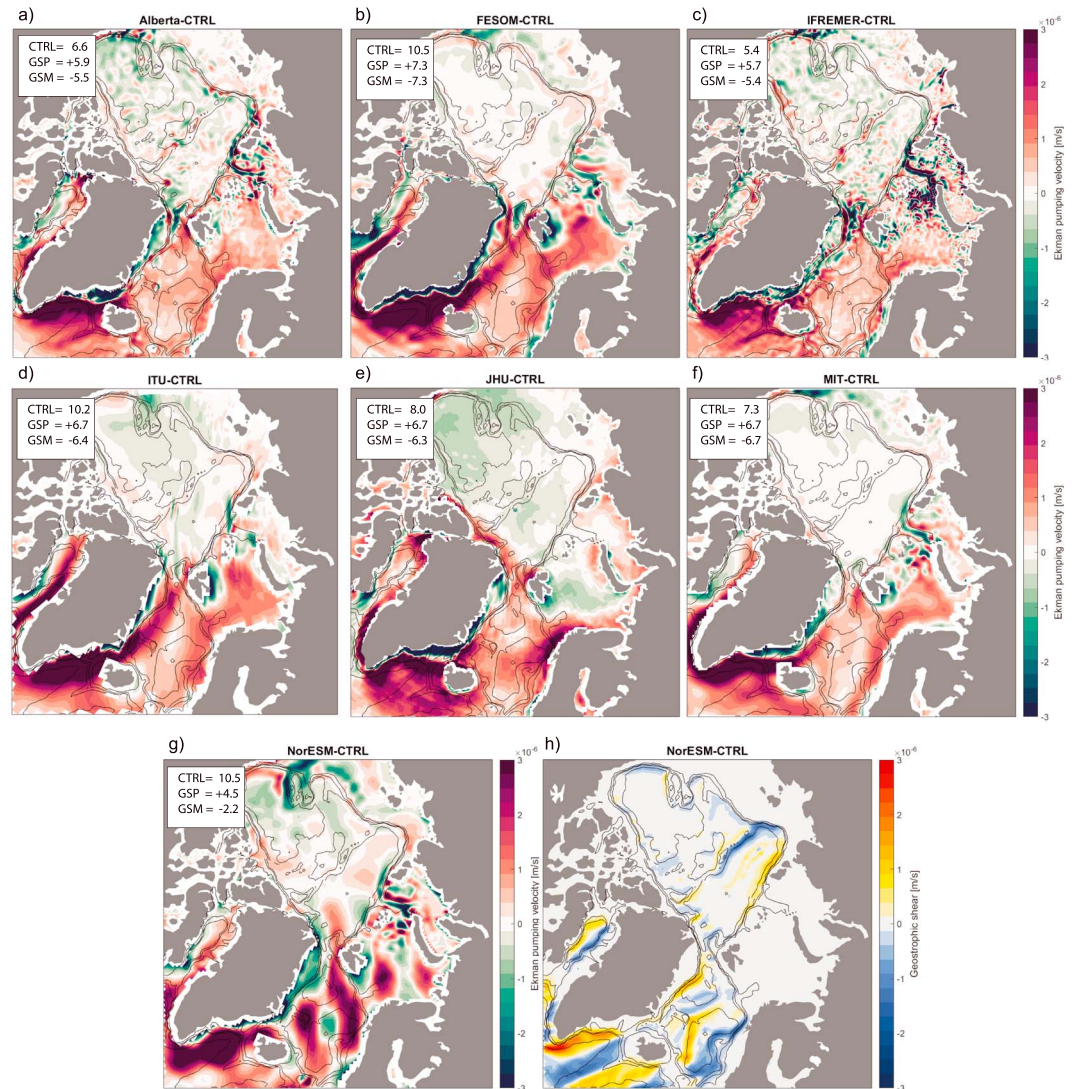 a)
Alberta-CTRL
CTRL= 6.6
GSP = +5.9
GSM = -5.5
b)
FESOM-CTRL
CTRL= 10.5
GSP = +7.3
GSM = -7.3
c)
IFREMER-CTRL
CTRL= 5.4
GSP = +5.7
GSM = -5.4
×10⁻⁶
3
2
1
0
-1
-2
-3
Ekman pumping velocity [m/s]
d)
ITU-CTRL
CTRL= 10.2
GSP = +6.7
GSM = -6.4
e)
JHU-CTRL
CTRL= 8.0
GSP = +6.7
GSM = -6.3
f)
MIT-CTRL
CTRL= 7.3
GSP = +6.7
GSM = -6.7
×10⁻⁶
3
2
1
0
-1
-2
-3
Ekman pumping velocity [m/s]
g)
NorESM-CTRL
CTRL= 10.5
GSP = +4.5
GSM = -2.2
×10⁻⁶
3
2
1
0
-1
-2
-3
Ekman pumping velocity [m/s]
h)
NorESM-CTRL
×10⁻⁶
3
2
1
0
-1
-2
-3
Geostrophic shear [m/s]